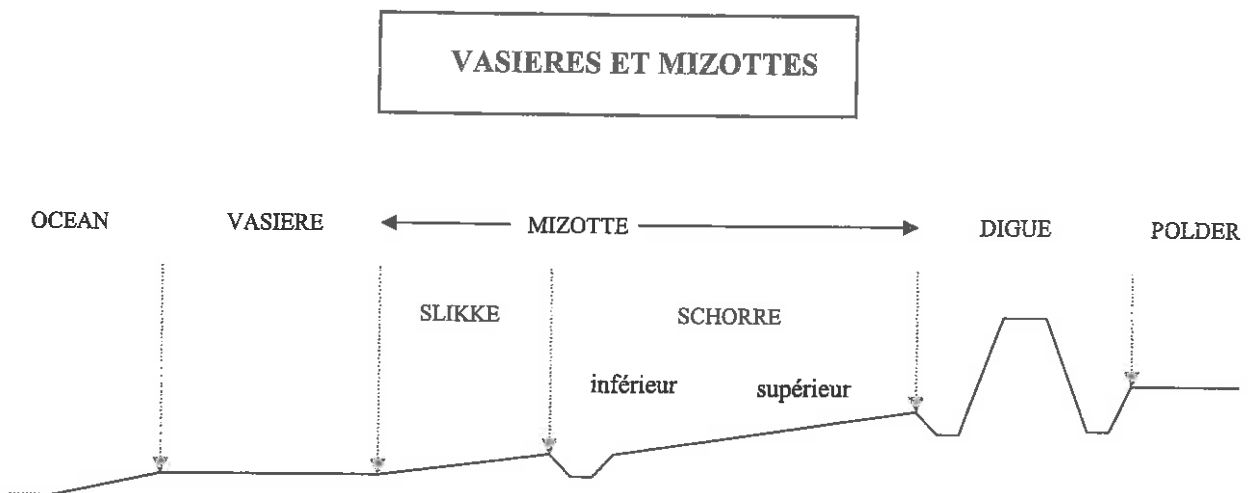 VASIERES ET MIZOTTES
OCEAN VASIERE MIZOTTE DIGUE POLDER
SLIKKE SCHORRE
inférieur supérieur